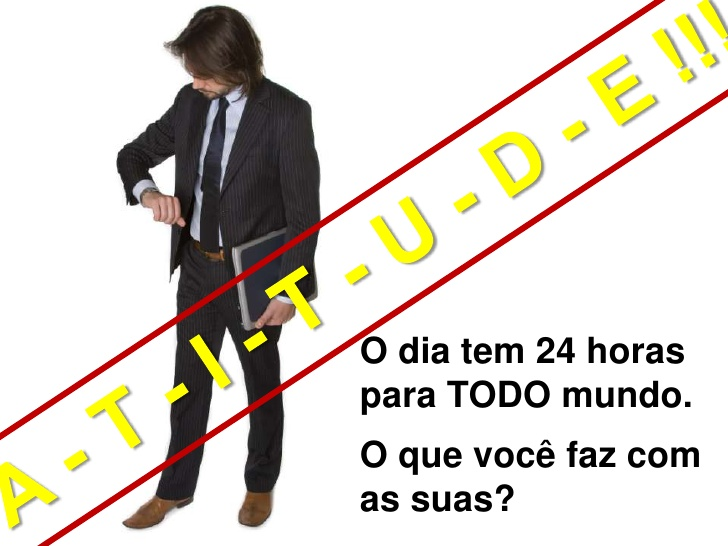 A - T - I - T - U - D - E !!!
O dia tem 24 horas
para TODO mundo.
O que você faz com
as suas?